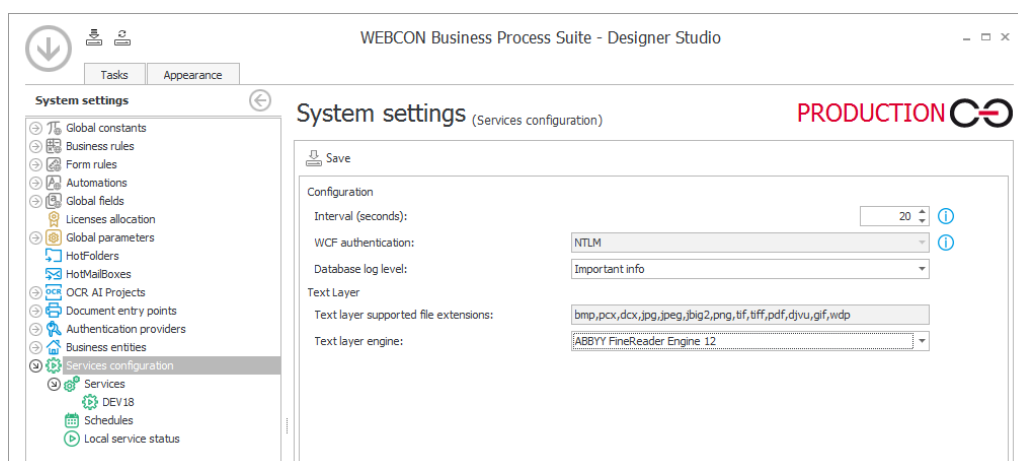 WEBCON Business Process Suite - Designer Studio
Tasks
Appearance
System settings
Global constants
Business rules
Form rules
Automations
Global fields
Licenses allocation
Global parameters
HotFolders
HotMailBoxes
OCR
OCR AI Projects
Document entry points
Authentication providers
Business entities
Services configuration
Services
DEV18
Schedules
Local service status
System settings (Services configuration)
PRODUCTION
Save
Configuration
Interval (seconds):
20
WCF authentication:
NTLM
Database log level:
Important info
Text Layer
Text layer supported file extensions:
bmp,pcx,dcx,jpg,jpeg,jbig2,png,tif,tiff,pdf,djvu,gif,wdp
Text layer engine:
ABBYY FineReader Engine 12